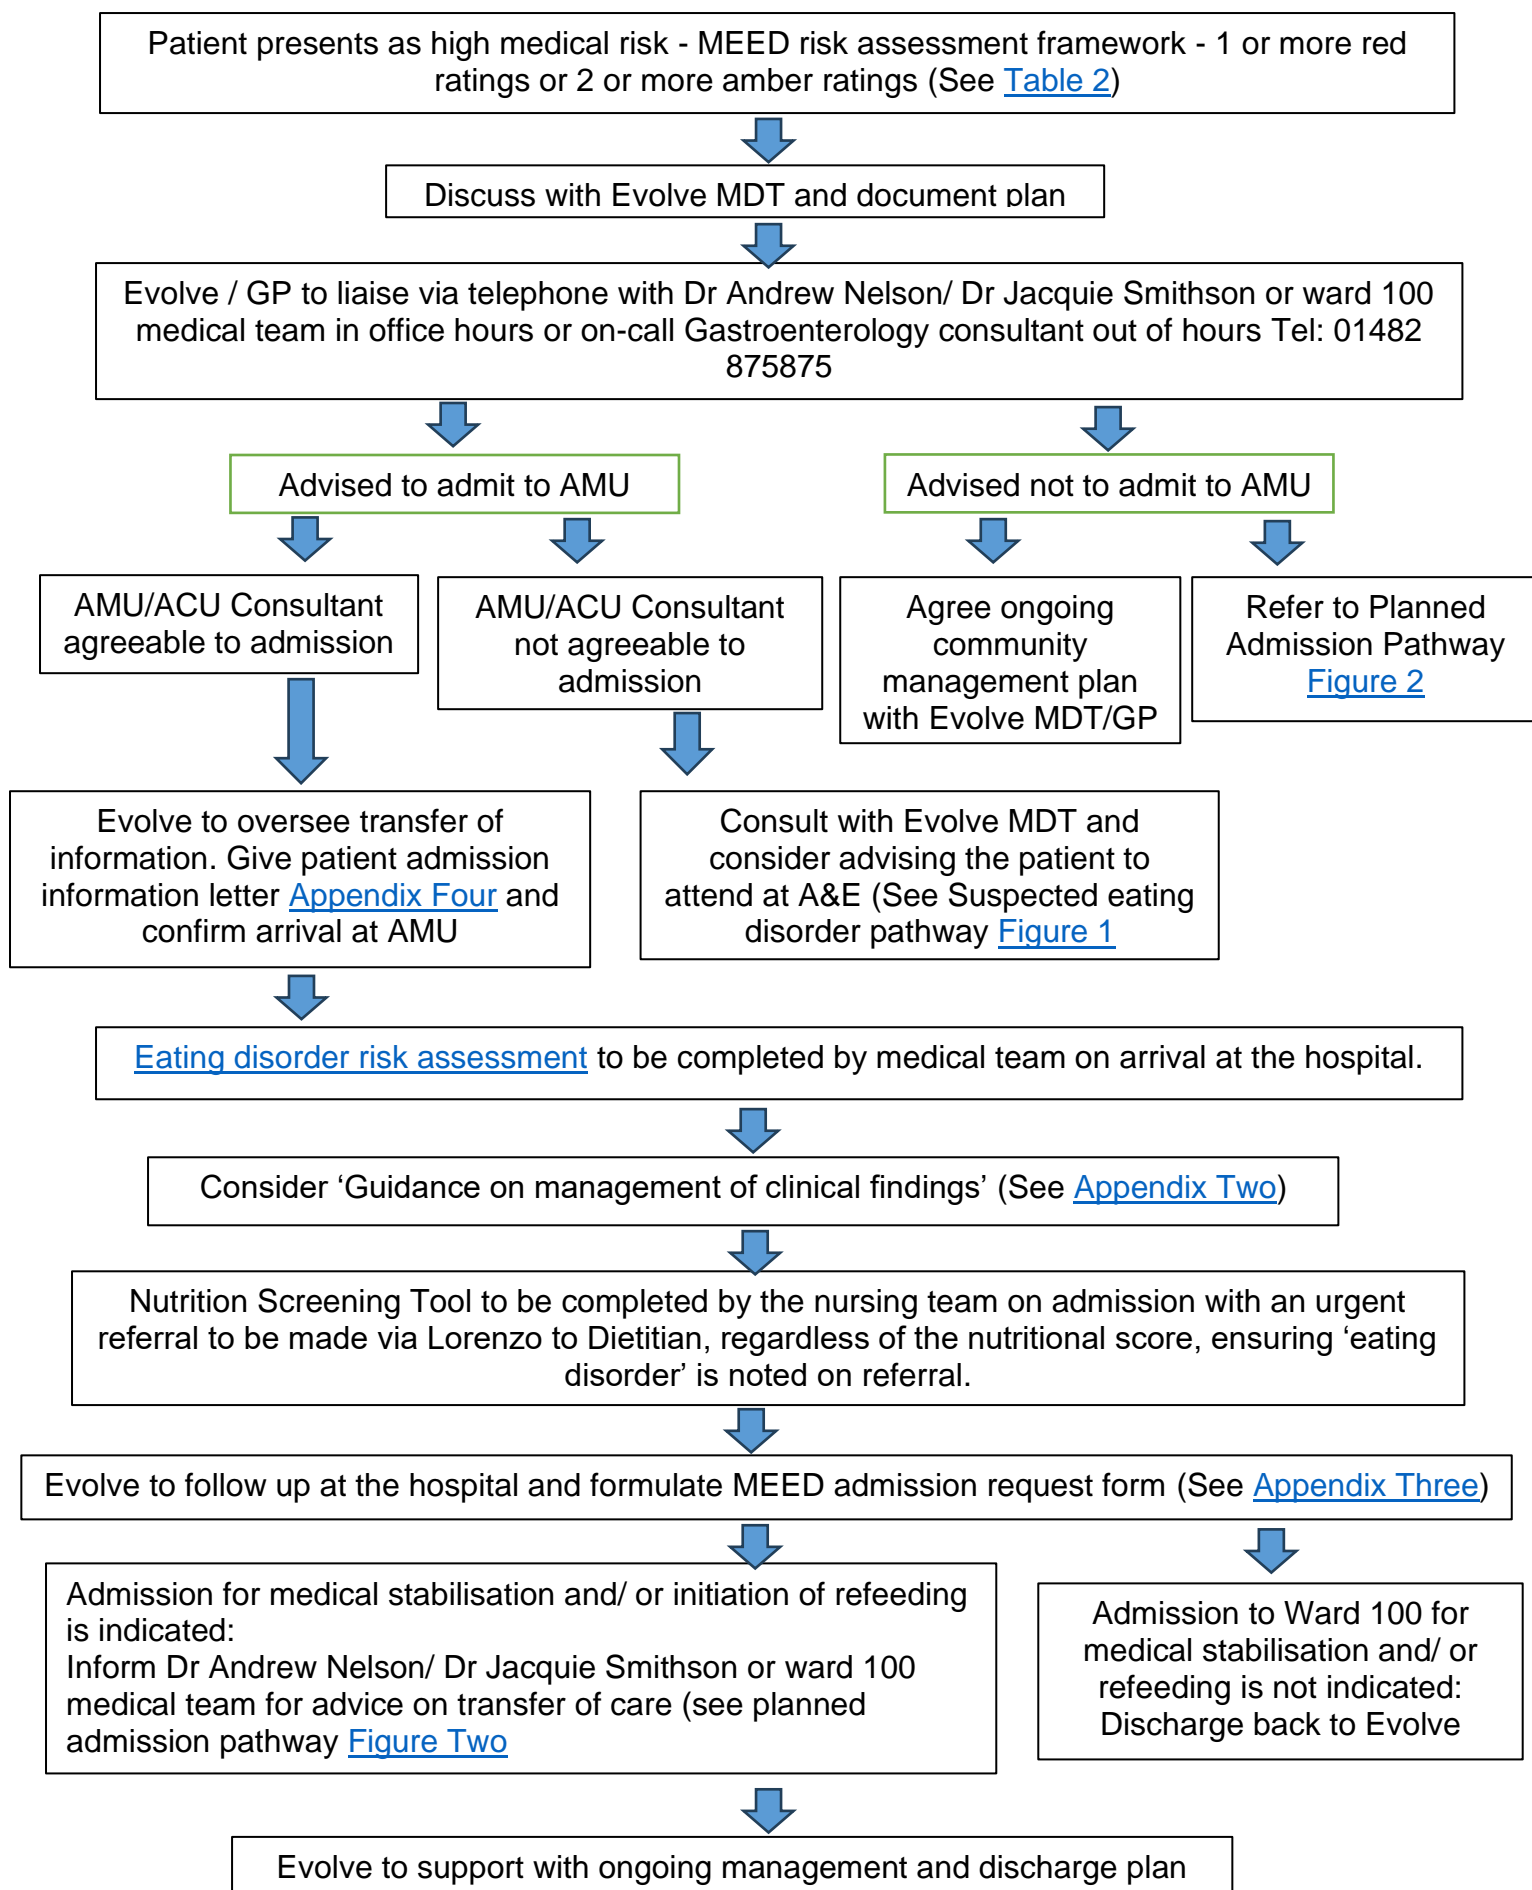 Patient presents as high medical risk - MEED risk assessment framework - 1 or more red
ratings or 2 or more amber ratings (See Table 2)
Discuss with Evolve MDT and document plan
Evolve / GP to liaise via telephone with Dr Andrew Nelson/ Dr Jacquie Smithson or ward 100
medical team in office hours or on-call Gastroenterology consultant out of hours Tel: 01482
875875
Advised to admit to AMU
Advised not to admit to AMU
AMU/ACU Consultant
agreeable to admission
AMU/ACU Consultant
not agreeable to
admission
Agree ongoing
community
management plan
with Evolve MDT/GP
Refer to Planned
Admission Pathway
Figure 2
Evolve to oversee transfer of
information. Give patient admission
information letter Appendix Four and
confirm arrival at AMU
Consult with Evolve MDT and
consider advising the patient to
attend at A&E (See Suspected eating
disorder pathway Figure 1
Eating disorder risk assessment to be completed by medical team on arrival at the hospital.
Consider ‘Guidance on management of clinical findings’ (See Appendix Two)
Nutrition Screening Tool to be completed by the nursing team on admission with an urgent
referral to be made via Lorenzo to Dietitian, regardless of the nutritional score, ensuring ‘eating
disorder’ is noted on referral.
Evolve to follow up at the hospital and formulate MEED admission request form (See Appendix Three)
Admission for medical stabilisation and/ or initiation of refeeding
is indicated:
Inform Dr Andrew Nelson/ Dr Jacquie Smithson or ward 100
medical team for advice on transfer of care (see planned
admission pathway Figure Two
Admission to Ward 100 for
medical stabilisation and/ or
refeeding is not indicated:
Discharge back to Evolve
Evolve to support with ongoing management and discharge plan